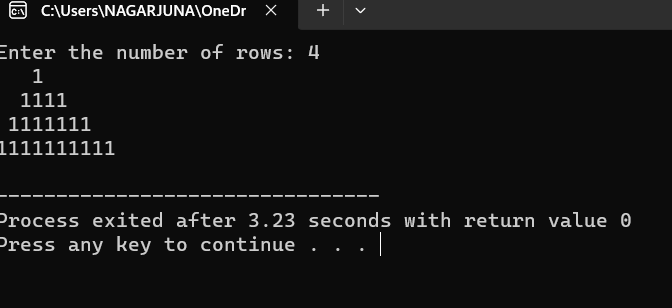 C:\Users\NAGARJUNA\OneDr
Enter the number of rows: 4
   1
  1111
 1111111
1111111111
--------------------------------
Process exited after 3.23 seconds with return value 0
Press any key to continue . . .